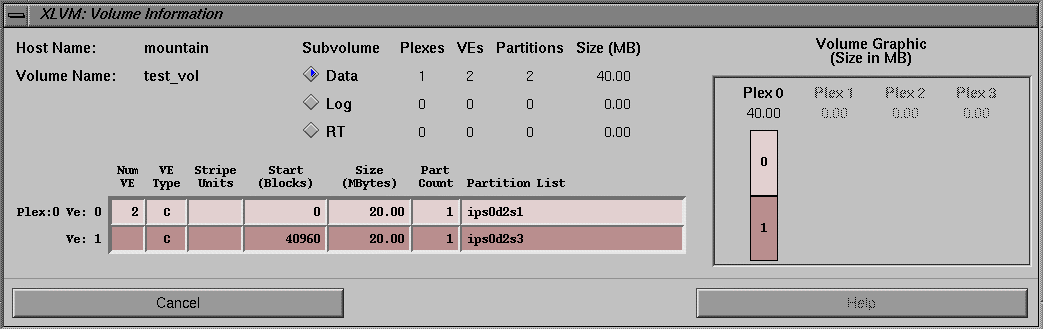 XLVM: Volume Information
Host Name: mountain
Volume Name: test_vol
Subvolume Plexes VEs Partitions Size (MB)
Data 1 2 2 40.00
Log 0 0 0 0.00
RT 0 0 0 0.00
Volume Graphic
(Size in MB)
Plex 0 Plex 1 Plex 2 Plex 3
40.00 0.00 0.00 0.00
0
1
Num VE Stripe Start Size Part
VE Type Units (Blocks) (MBytes) Count Partition List
Plex:0 Ve: 0 2 C 0 20.00 1 ips0d2s1
Ve: 1 C 40960 20.00 1 ips0d2s3
Cancel Help